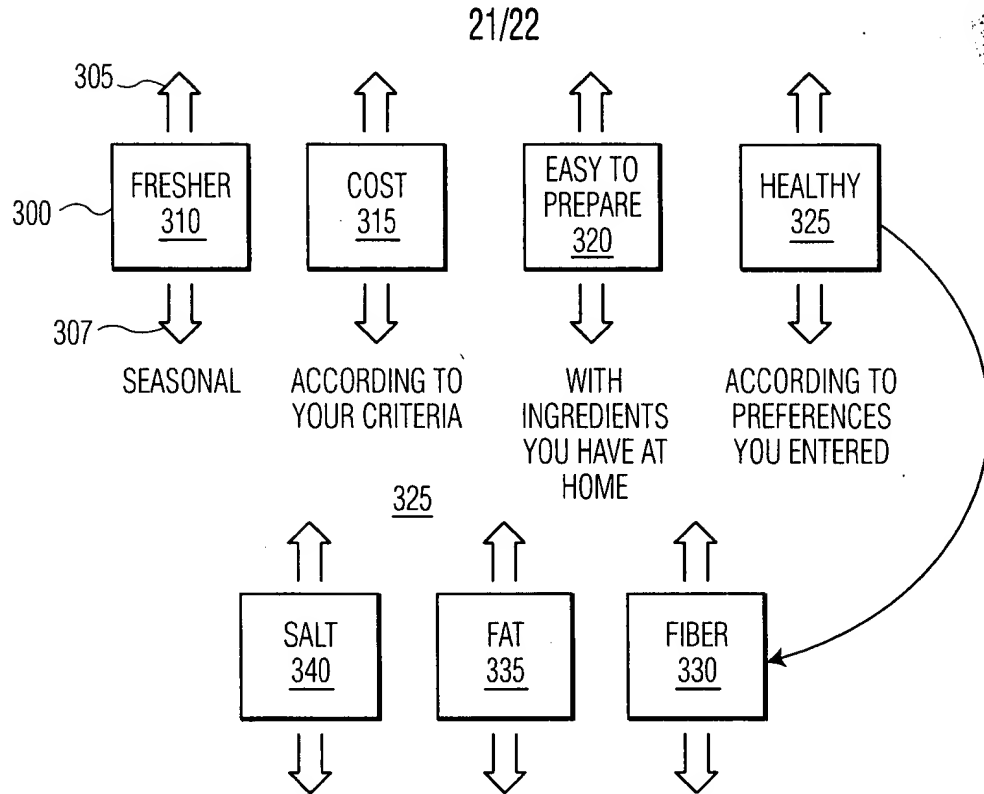 21/22
305
300
307
FRESHER
310
COST
315
EASY TO
PREPARE
320
HEALTHY
325
SEASONAL
ACCORDING TO
YOUR CRITERIA
WITH
INGREDIENTS
YOU HAVE AT
HOME
ACCORDING TO
PREFERENCES
YOU ENTERED
325
SALT
340
FAT
335
FIBER
330